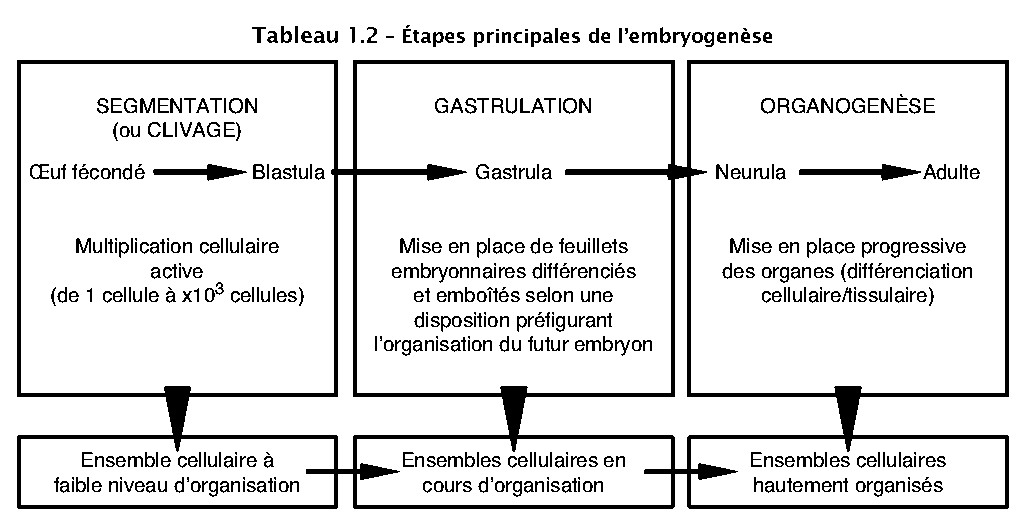 Tableau 1.2 – Étapes principales de l'embryogenèse
SEGMENTATION
(ou CLIVAGE)
Œuf fécondé
Blastula
Multiplication cellulaire
active
(de 1 cellule à x10³ cellules)
GASTRULATION
Gastrula
Mise en place de feuillets
embryonnaires différenciés
et emboîtés selon une
disposition préfigurant
l'organisation du futur embryon
ORGANOGENÈSE
Neurula
Adulte
Mise en place progressive
des organes (différenciation
cellulaire/tissulaire)
Ensemble cellulaire à
faible niveau d'organisation
Ensembles cellulaires en
cours d'organisation
Ensembles cellulaires
hautement organisés